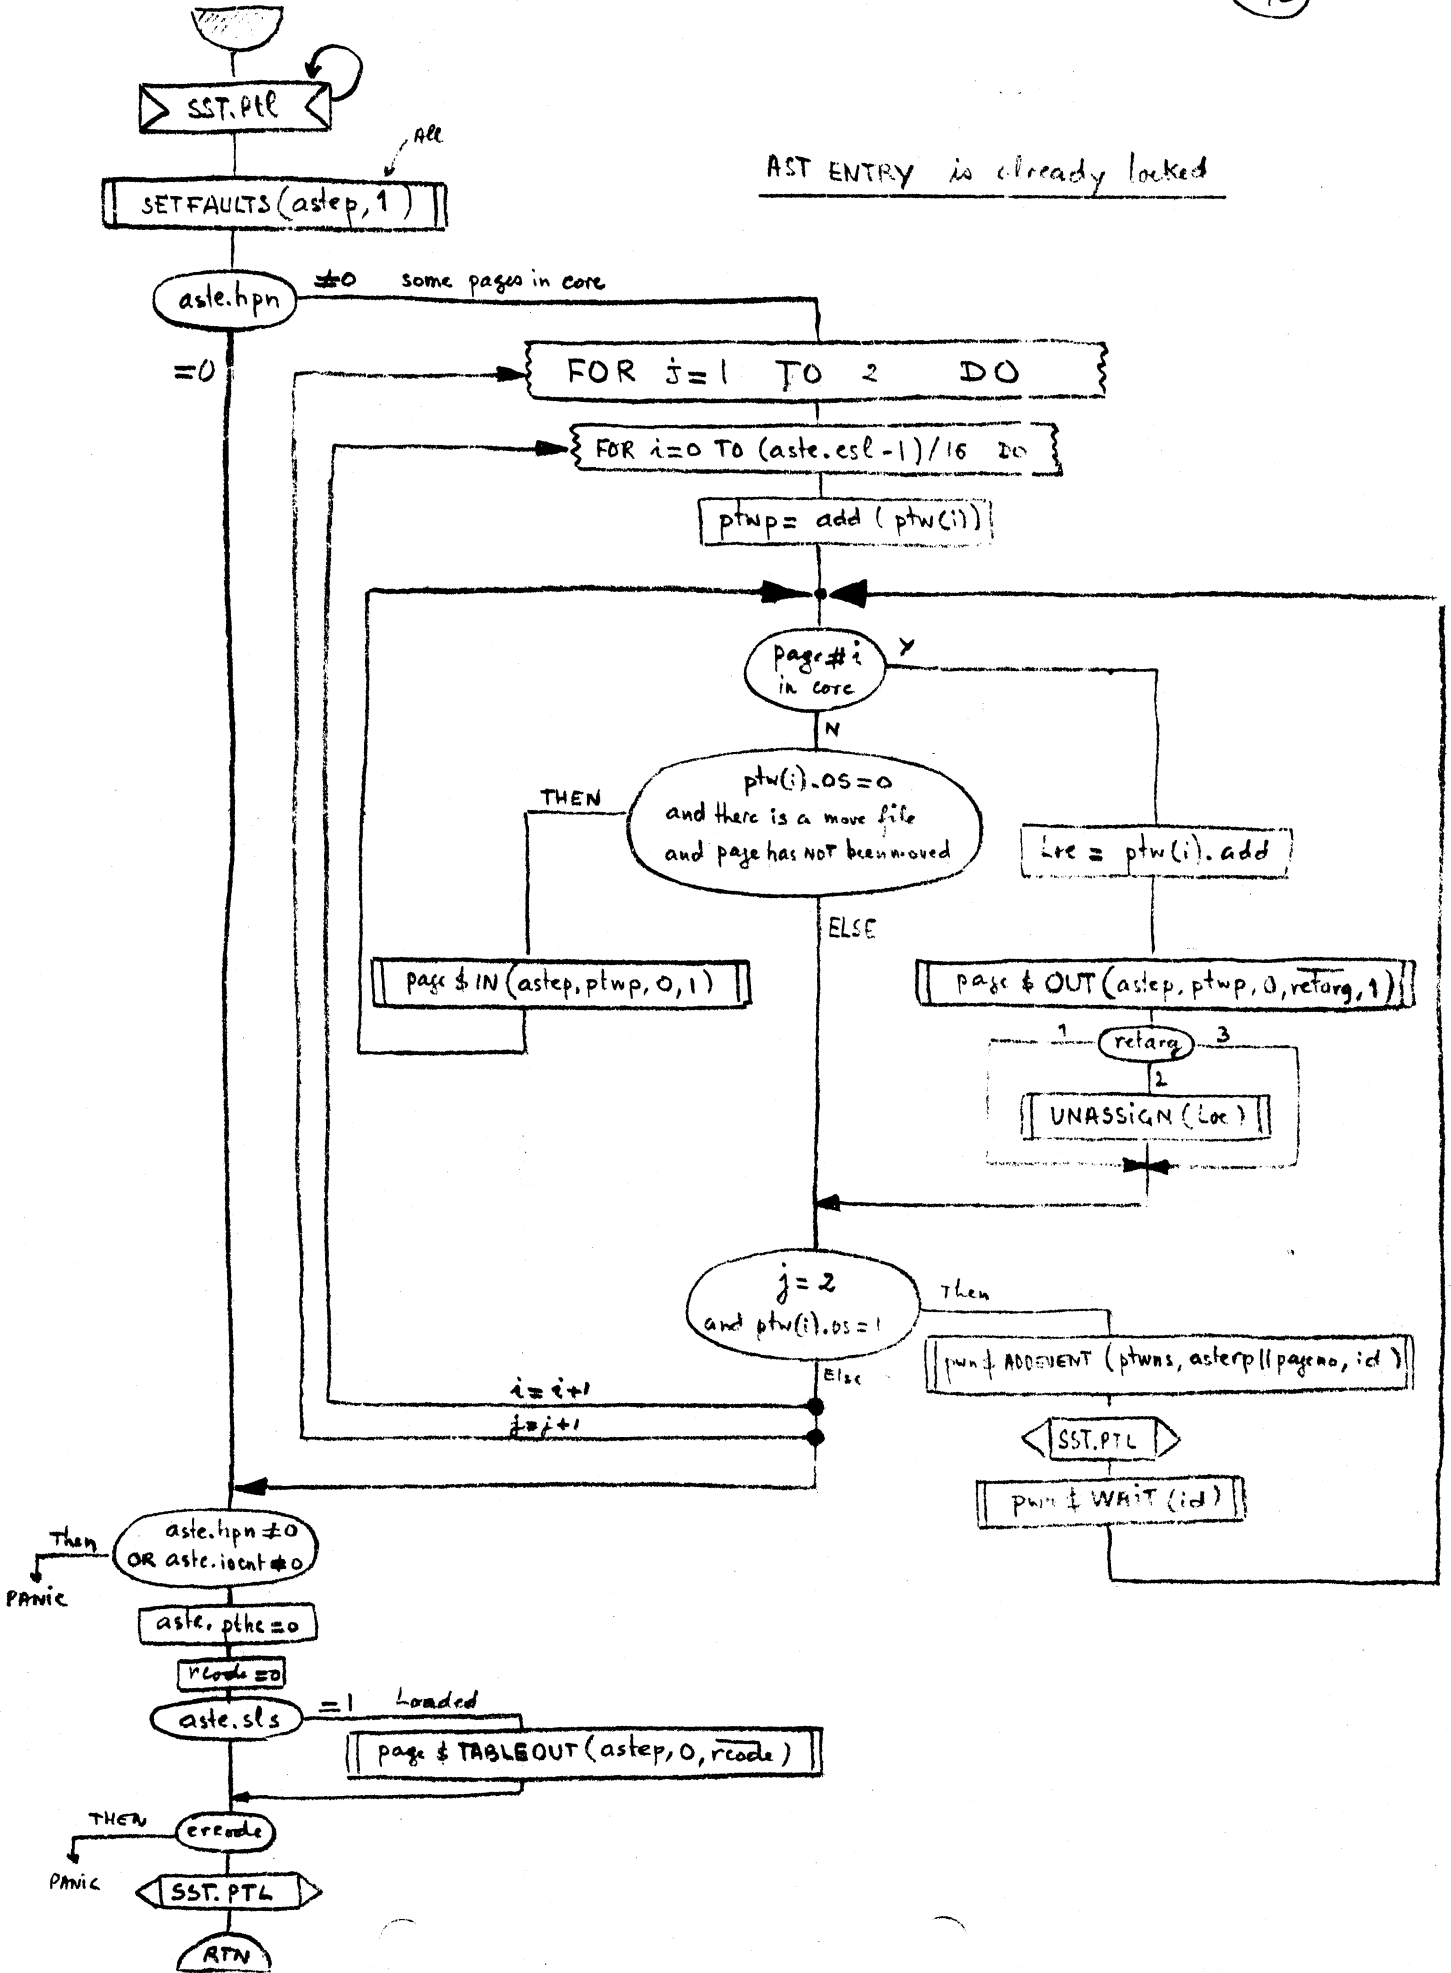 SST.Ptl
All
SETFAULTS(astep,1)
AST ENTRY is already locked
aste.hpn
≠0 some pages in core
=0
FOR j=1 TO 2 DO
FOR i=0 TO (aste.csl-1)/16 DO
ptwp= add (ptw(i))
page#i
in core
Y
N
ptw(i).os=0
and there is a move file
and page has NOT been moved
THEN
ELSE
Loc = ptw(i).add
page $ IN(astep,ptwp,0,1)
page $ OUT(astep,ptwp,0,retarg,1)
1
retarg
3
2
UNASSIGN(Loc)
j=2
and ptw(i).os=1
Then
Else
pwn $ ADDEVENT (ptwns, asterp||pageno, id)
i=i+1
j=j+1
SST.PTL
pwn $ WAIT (id)
aste.hpn≠0
OR aste.iocnt≠0
Then
PANIC
aste.pthc=0
rcode=0
aste.sls
=1 Loaded
page $ TABLEOUT(astep,0,rcode)
THEN
ercode
PANIC
SST.PTL
RTN